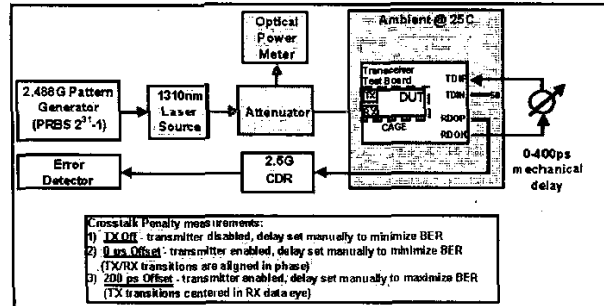 Optical
Power
Meter
Ambient @ 25C
Transceiver
Test Board
TX
DUT
RX
CAGE
TDIP
TDIN
50
RDOP
RDON
2.488G Pattern
Generator
(PRBS 2³¹-1)
1310nm
Laser
Source
Attenuator
0-400ps
mechanical
delay
Error
Detector
2.5G
CDR
Crosstalk Penalty measurements:
1) TX Off - transmitter disabled, delay set manually to minimize BER
2) 0 ps Offset - transmitter enabled, delay set manually to minimize BER
(TX/RX transitions are aligned in phase)
3) 200 ps Offset - transmitter enabled, delay set manually to maximize BER
(TX transitions centered in RX data eye)